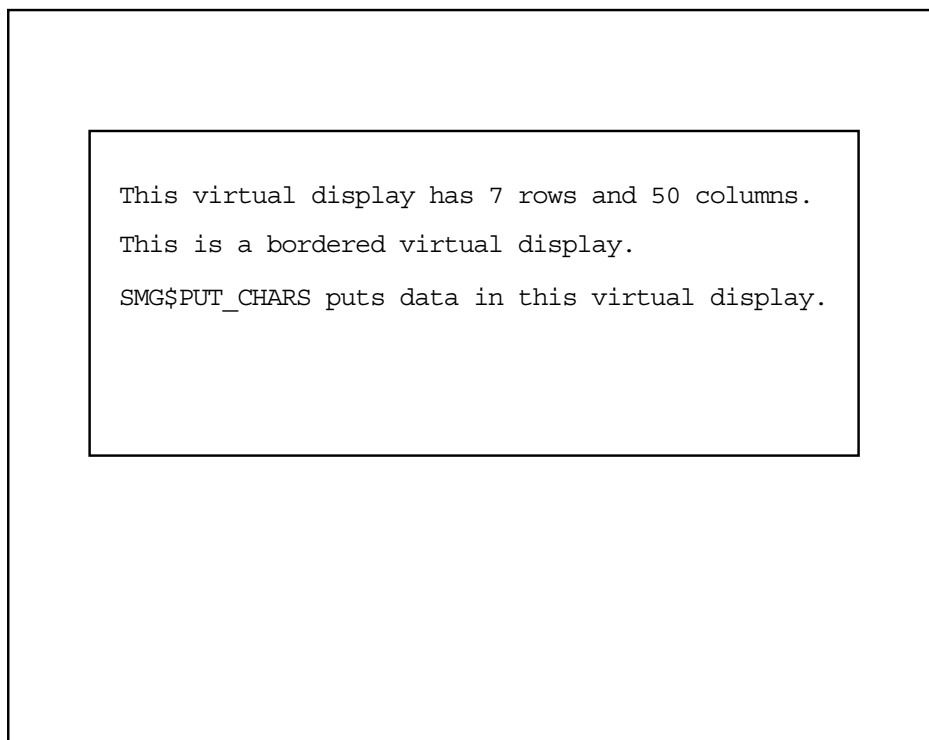 This virtual display has 7 rows and 50 columns.
This is a bordered virtual display.
SMG$PUT_CHARS puts data in this virtual display.